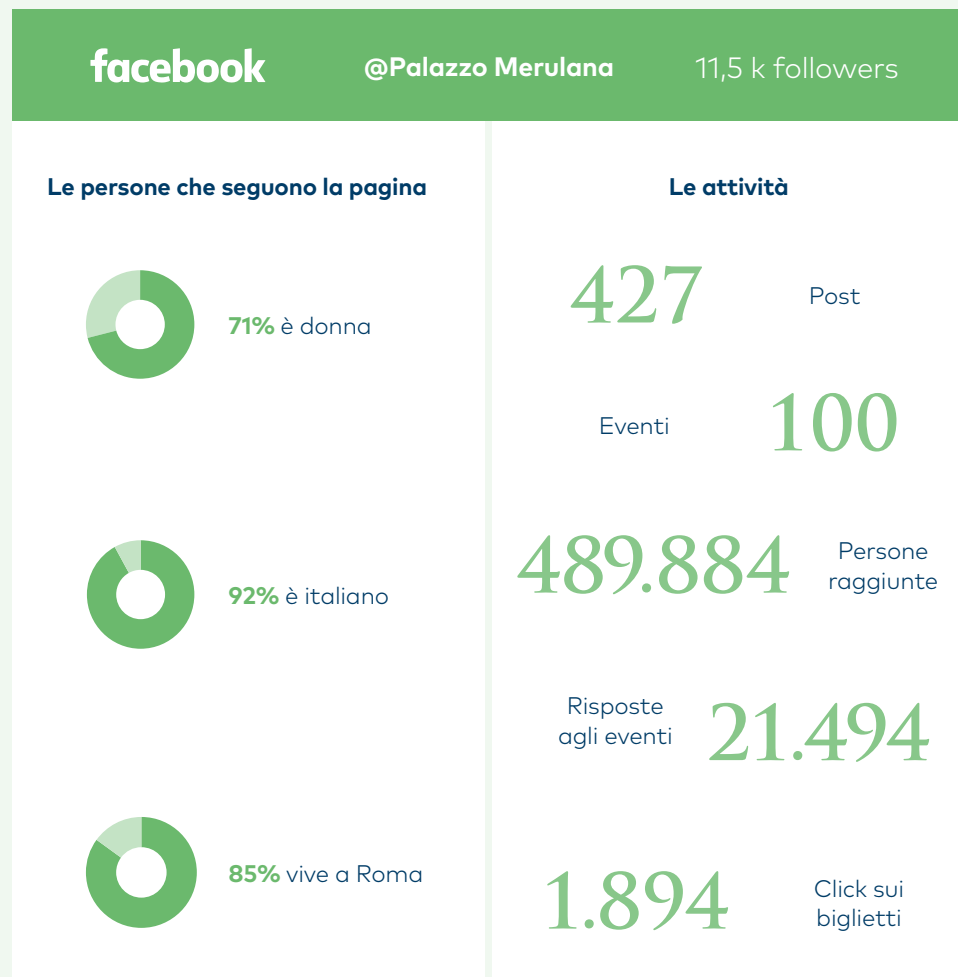 facebook
@Palazzo Merulana
11,5 k followers
Le persone che seguono la pagina
71% è donna
92% è italiano
85% vive a Roma
Le attività
427 Post
Eventi 100
489.884 Persone
raggiunte
Risposte
agli eventi 21.494
1.894 Click sui
biglietti